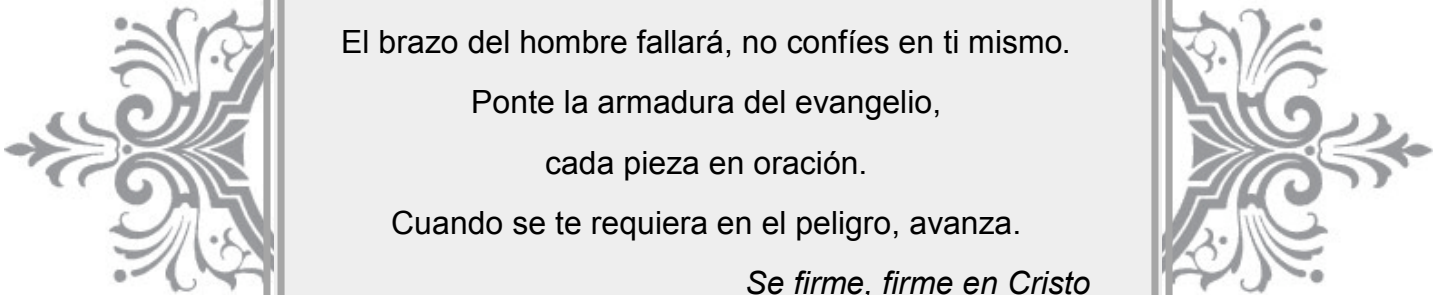 El brazo del hombre fallará, no confíes en ti mismo.
Ponte la armadura del evangelio,
cada pieza en oración.
Cuando se te requiera en el peligro, avanza.
Se firme, firme en Cristo